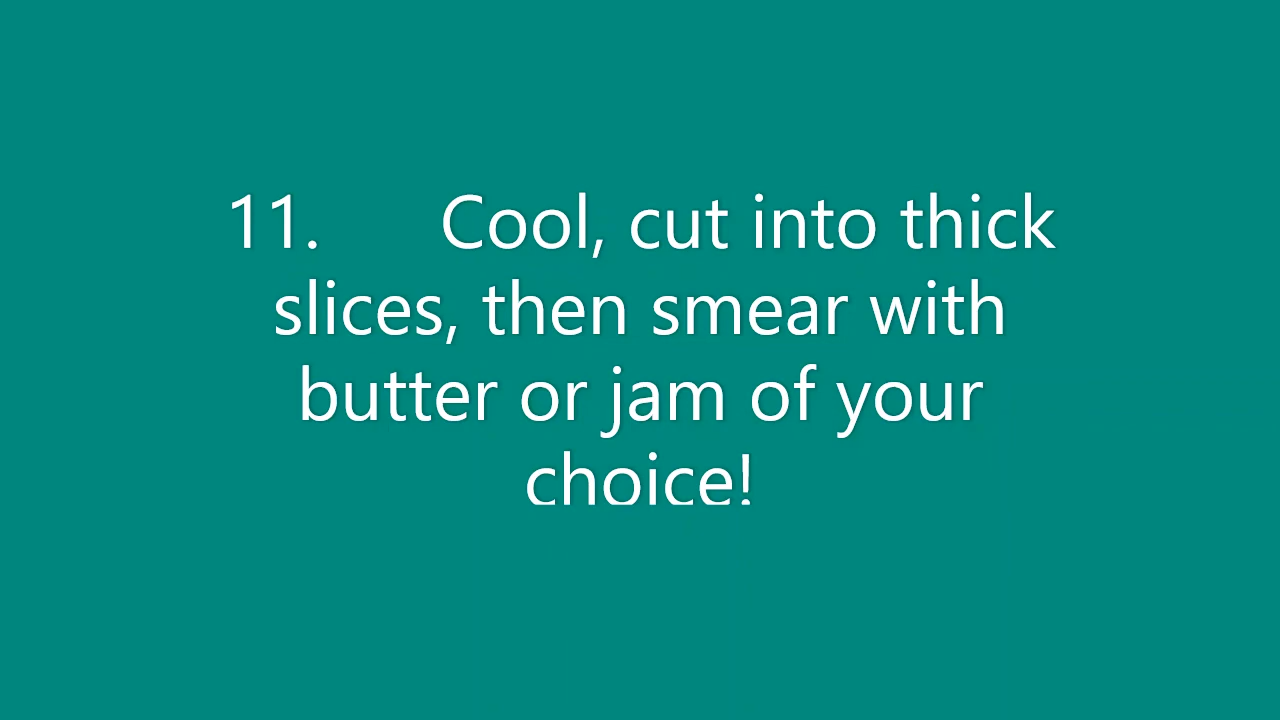 11. Cool, cut into thick
slices, then smear with
butter or jam of your
choice!